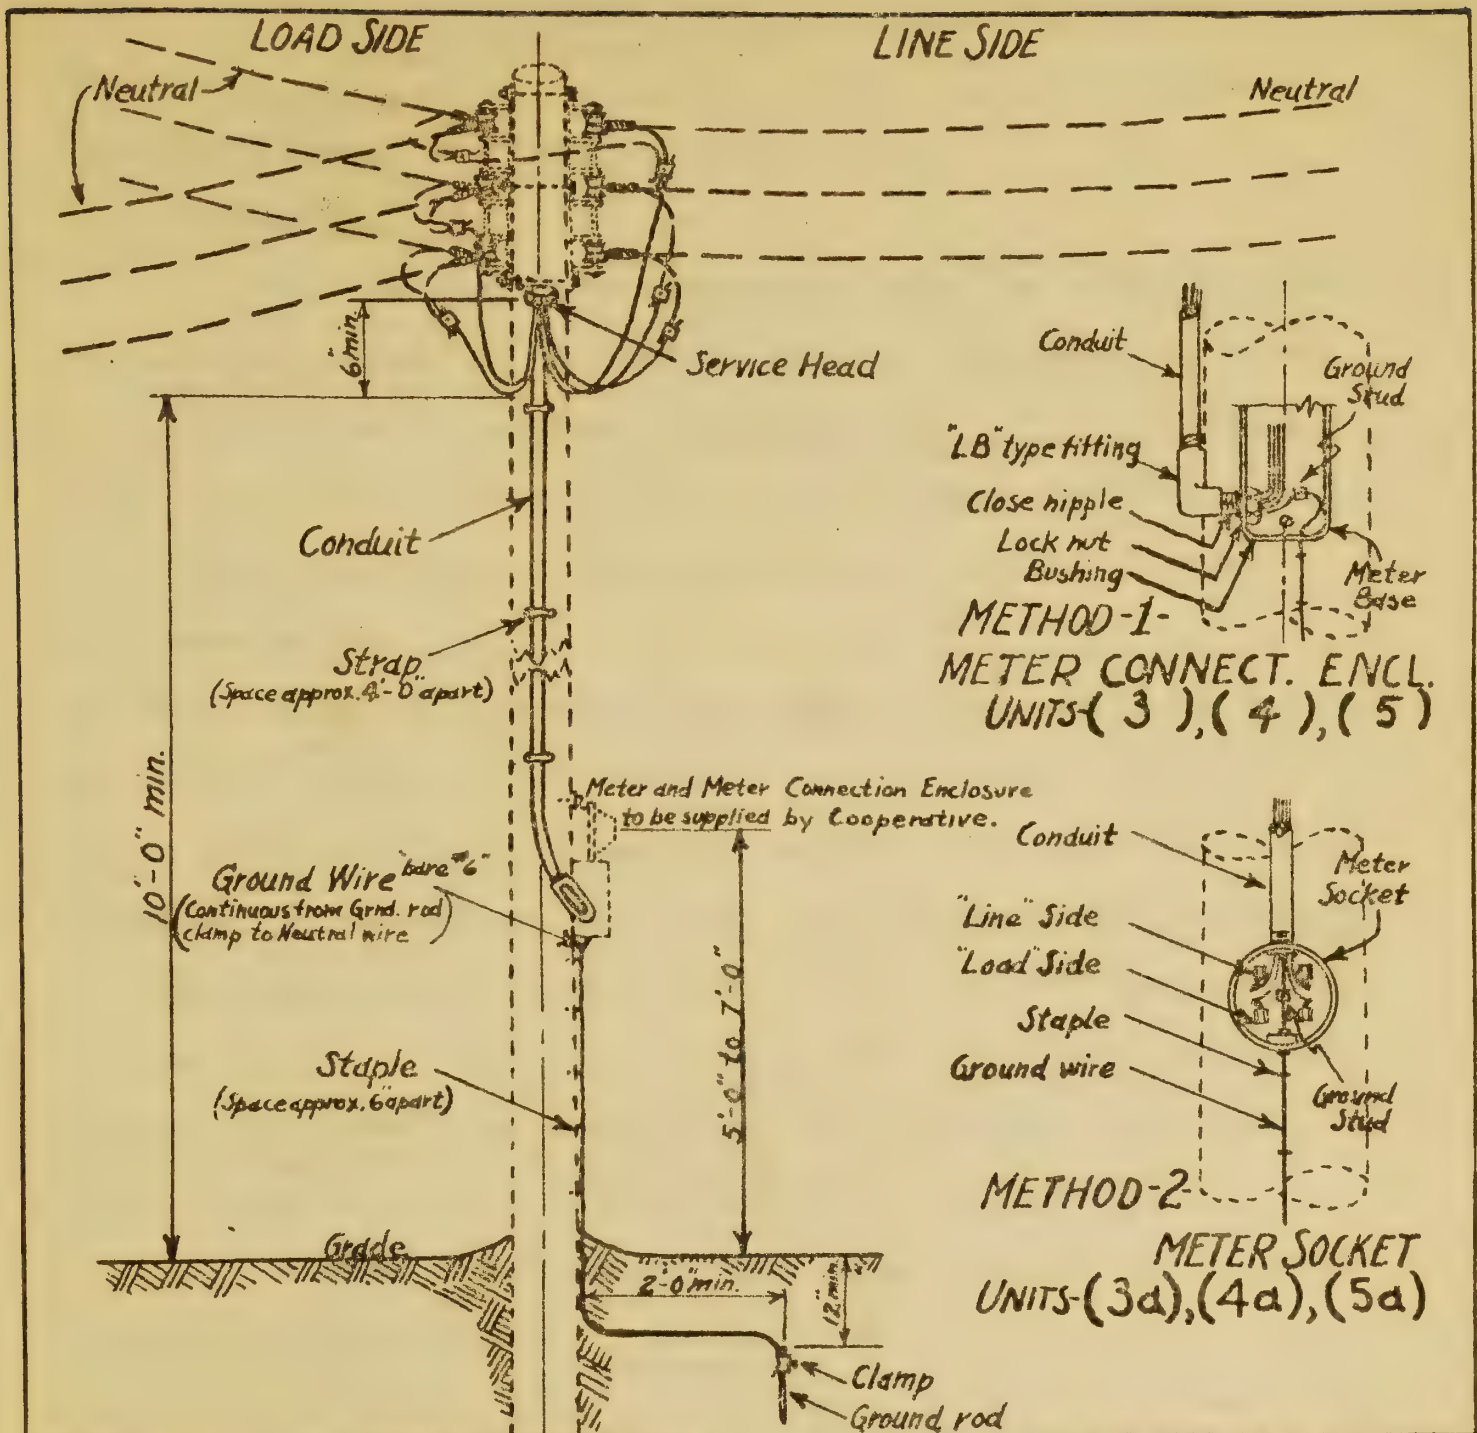 LOAD SIDE
LINE SIDE
Neutral
Neutral
6" min.
Service Head
Conduit
Strap
(Space approx. 4'-0" apart)
10'-0" min.
Meter and Meter Connection Enclosure
to be supplied by Cooperative.
Ground Wire "bare #6"
(Continuous from Grnd. rod
clamp to Neutral wire)
5'-0" to 7'-0"
Staple
(Space approx. 6" apart)
Grade
2'-0" min.
12" min.
Clamp
Ground rod
Conduit
Ground
Stud
"LB" type fitting
Close nipple
Lock nut
Bushing
Meter
Base
METHOD-1-
METER CONNECT. ENCL.
UNITS-(3),(4),(5)
Conduit
Meter
Socket
"Line" Side
"Load" Side
Staple
Ground wire
Ground
Stud
METHOD-2-
METER SOCKET
UNITS-(3a),(4a),(5a)